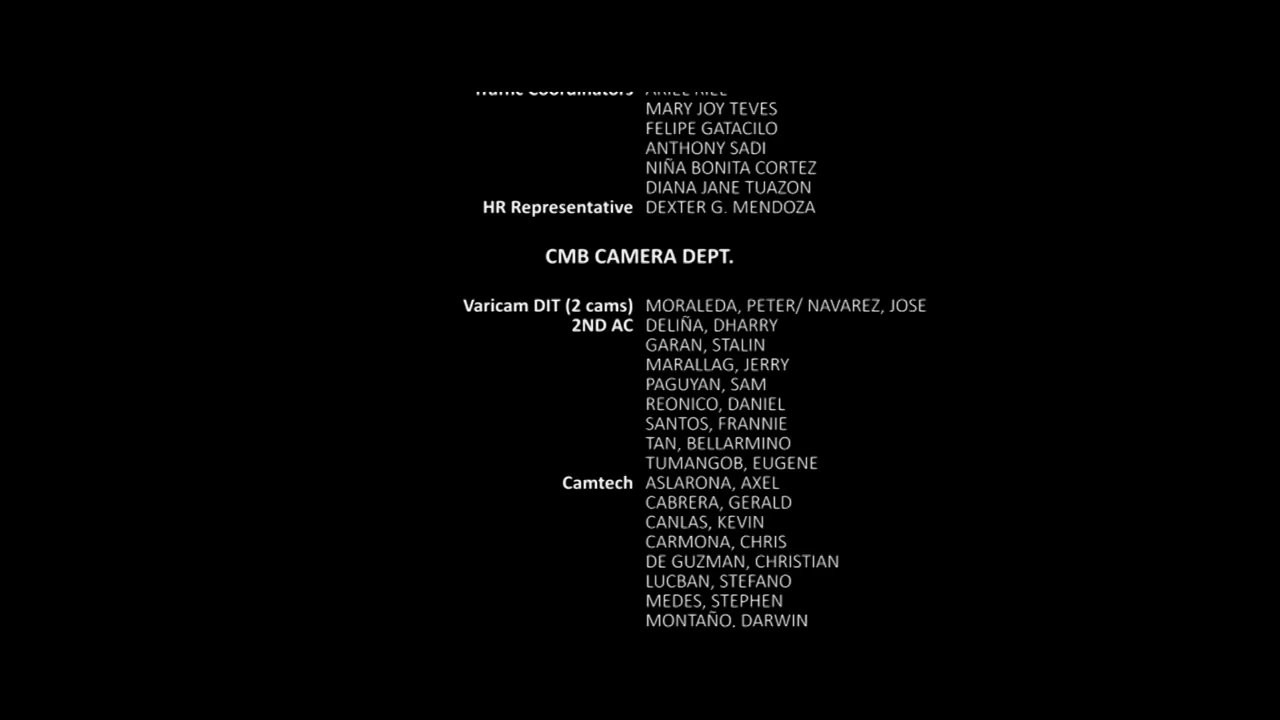 Traffic Coordinators ARIEL
MARY JOY TEVES
FELIPE GATACILO
ANTHONY SADI
NIÑA BONITA CORTEZ
DIANA JANE TUAZON
HR Representative DEXTER G. MENDOZA
CMB CAMERA DEPT.
Varicam DIT (2 cams) MORALEDA, PETER/ NAVAREZ, JOSE
2ND AC DELIÑA, DHARRY
GARAN, STALIN
MARALLAG, JERRY
PAGUYAN, SAM
REONICO, DANIEL
SANTOS, FRANNIE
TAN, BELLARMINO
TUMANGOB, EUGENE
Camtech ASLARONA, AXEL
CABRERA, GERALD
CANLAS, KEVIN
CARMONA, CHRIS
DE GUZMAN, CHRISTIAN
LUCBAN, STEFANO
MEDES, STEPHEN
MONTAÑO, DARWIN